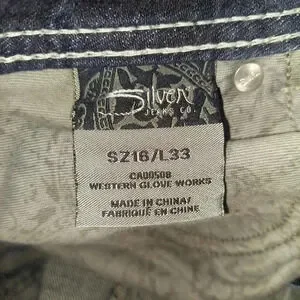 Silver
JEANS CO.
SZ16/L33
CA00508
WESTERN GLOVE WORKS
MADE IN CHINA/
FABRIQUÉ EN CHINE